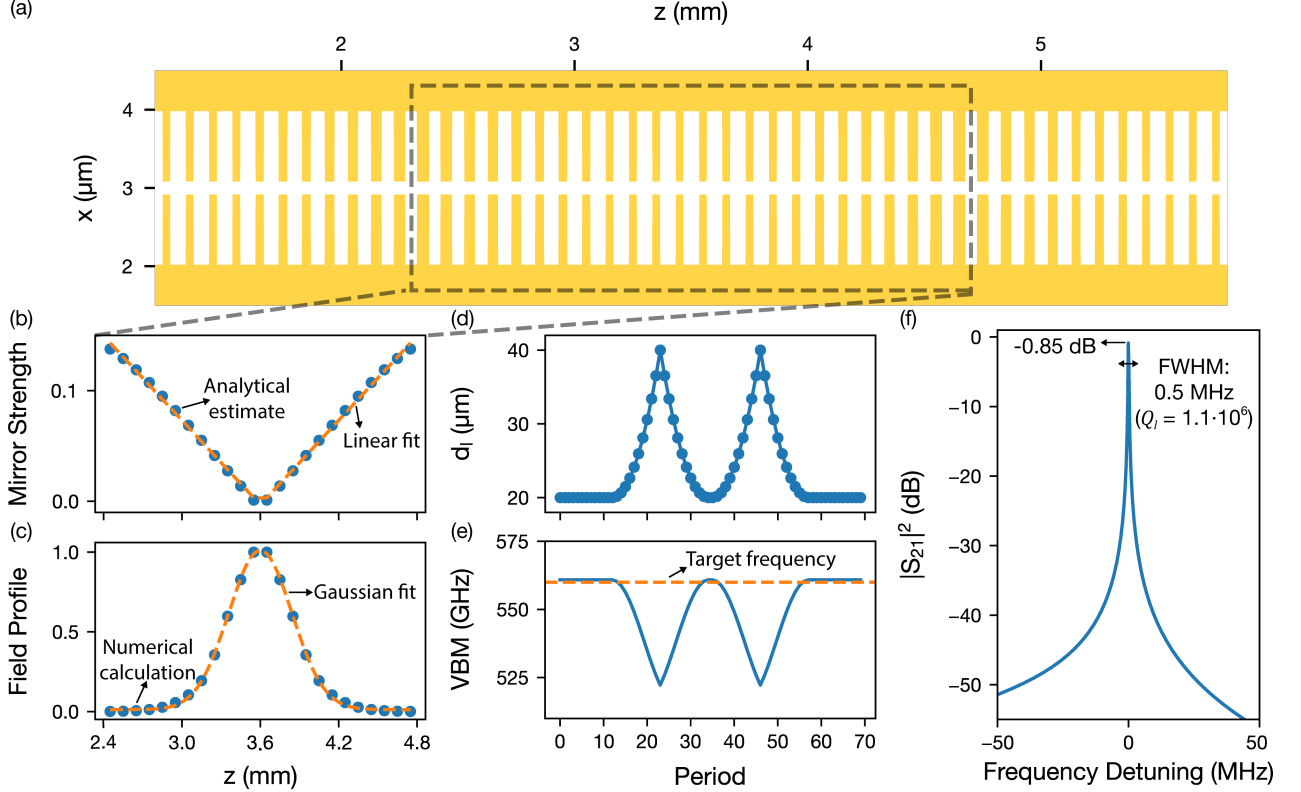 (a)
z (mm)
2 3 4 5
x (μm)
4
3
2
(b)
Mirror Strength
0.1
0.0
Analytical
estimate
Linear fit
(c)
Field Profile
1.0
0.5
0.0
Numerical
calculation
Gaussian fit
2.4 3.0 3.6 4.2 4.8
z (mm)
(d)
d_l (μm)
40
30
20
(e)
VBM (GHz)
575
550
525
Target frequency
0 10 20 30 40 50 60 70
Period
(f)
|S₂₁|² (dB)
0
−10
−20
−30
−40
−50
-0.85 dB
FWHM:
0.5 MHz
(Qₗ = 1.1·10⁶)
−50 0 50
Frequency Detuning (MHz)